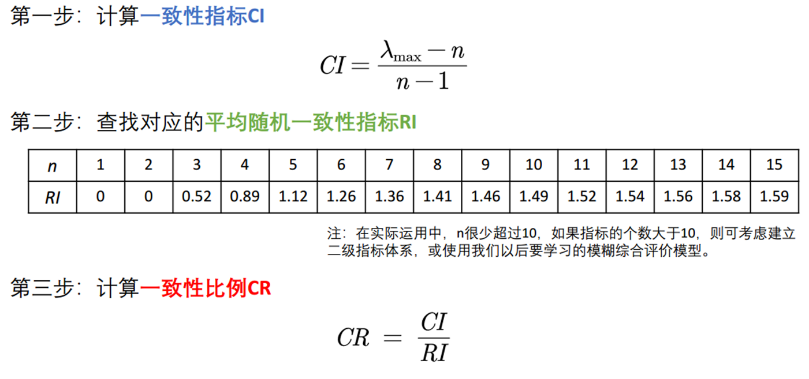 第一步：计算一致性指标CI
CI = \frac{λ_{max} − n}{n − 1}
第二步：查找对应的平均随机一致性指标RI
n 1 2 3 4 5 6 7 8 9 10 11 12 13 14 15
RI 0 0 0.52 0.89 1.12 1.26 1.36 1.41 1.46 1.49 1.52 1.54 1.56 1.58 1.59
注：在实际运用中，n很少超过10，如果指标的个数大于10，则可考虑建立
二级指标体系，或使用我们以后要学习的模糊综合评价模型。
第三步：计算一致性比例CR
CR = \frac{CI}{RI}